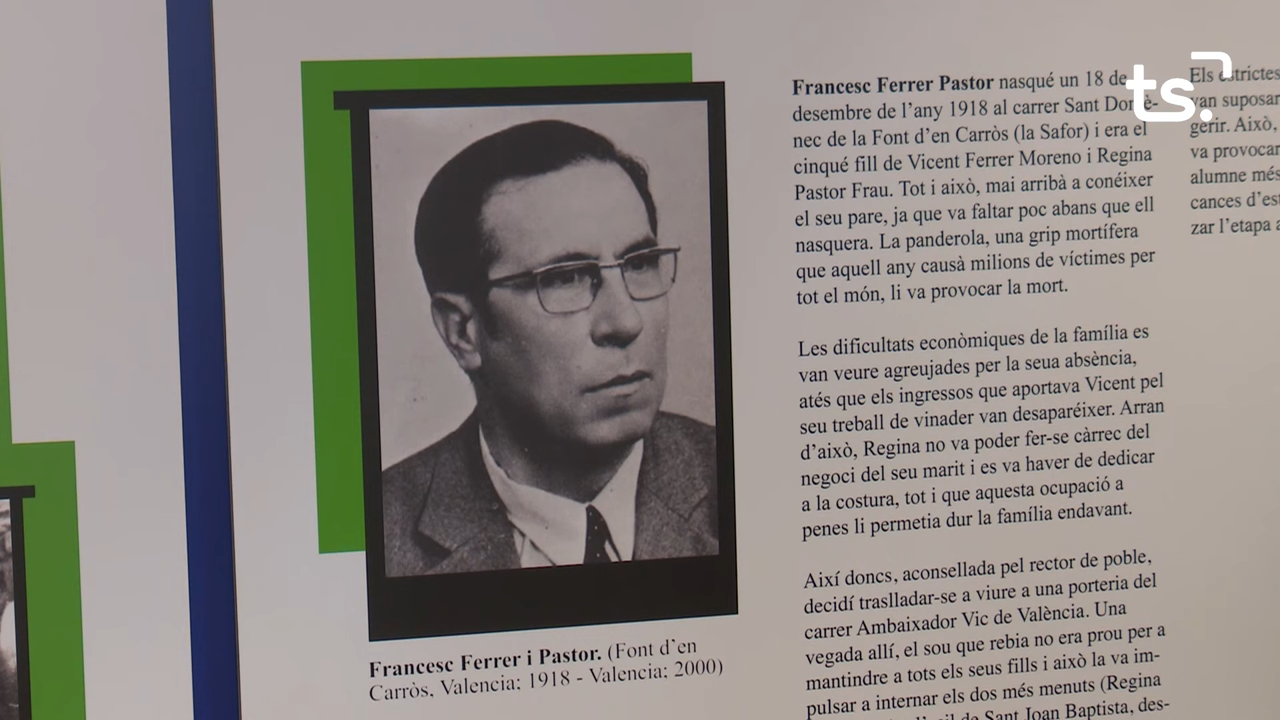 ts.
Francesc Ferrer i Pastor. (Font d'en
Carròs, Valencia; 1918 - Valencia; 2000)
Francesc Ferrer Pastor nasqué un 18 de
desembre de l'any 1918 al carrer Sant Domè-
nec de la Font d'en Carròs (la Safor) i era el
cinqué fill de Vicent Ferrer Moreno i Regina
Pastor Frau. Tot i això, mai arribà a conéixer
el seu pare, ja que va faltar poc abans que ell
nasquera. La panderola, una grip mortífera
que aquell any causà milions de víctimes per
tot el món, li va provocar la mort.
Les dificultats econòmiques de la família es
van veure agreujades per la seua absència,
atés que els ingressos que aportava Vicent pel
seu treball de vinader van desaparéixer. Arran
d'això, Regina no va poder fer-se càrrec del
negoci del seu marit i es va haver de dedicar
a la costura, tot i que aquesta ocupació a
penes li permetia dur la família endavant.
Així doncs, aconsellada pel rector de poble,
decidí traslladar-se a viure a una porteria del
carrer Ambaixador Vic de València. Una
vegada allí, el sou que rebia no era prou per a
mantindre a tots els seus fills i això la va im-
pulsar a internar els dos més menuts (Regina
de Sant Joan Baptista, des-
Els estrictes
van suposar
gerir. Això,
va provocar
alumne més
cances d'es
zar l'etapa a